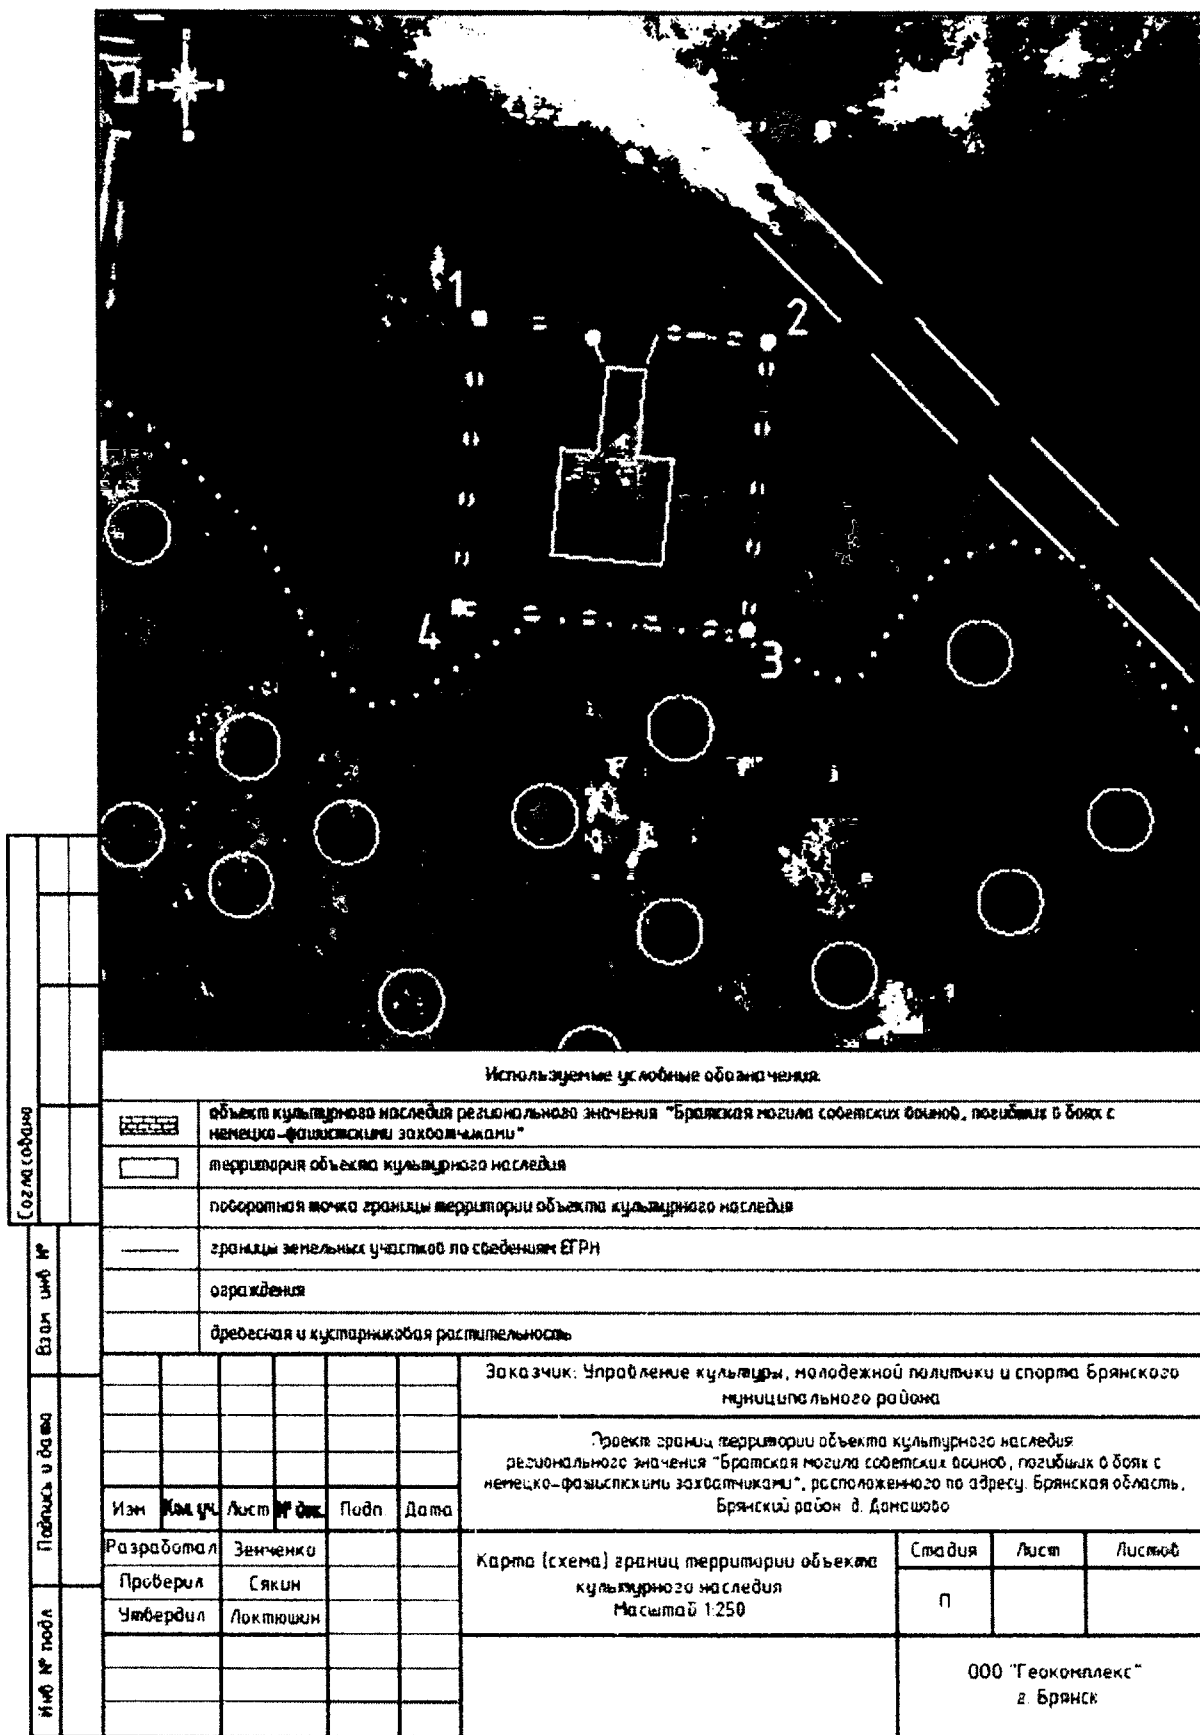 1
2
3
4
Используемые условные обозначения
объект культурного наследия регионального значения "Братская могила советских воинов, погибших в боях с
немецко-фашистскими захватчиками"
территория объекта культурного наследия
поворотная точка границы территории объекта культурного наследия
границы земельных участков по сведениям ЕГРН
ограждения
древесная и кустарниковая растительность
Согласовано
Взам инв №
Подпись и дата
Инв № подл
Заказчик: Управление культуры, молодежной политики и спорта Брянского
муниципального района
Проект границ территории объекта культурного наследия
регионального значения "Братская могила советских воинов, погибших в боях с
немецко-фашистскими захватчиками", расположенного по адресу: Брянская область,
Брянский район д. Домашово
Изм Кол. уч. Лист № док. Подп. Дата
Разработал Зенченко
Проверил Сякин
Утвердил Локтюшин
Карта (схема) границ территории объекта
культурного наследия
Масштаб 1:250
Стадия Лист Листов
П
ООО "Геокомплекс"
г. Брянск